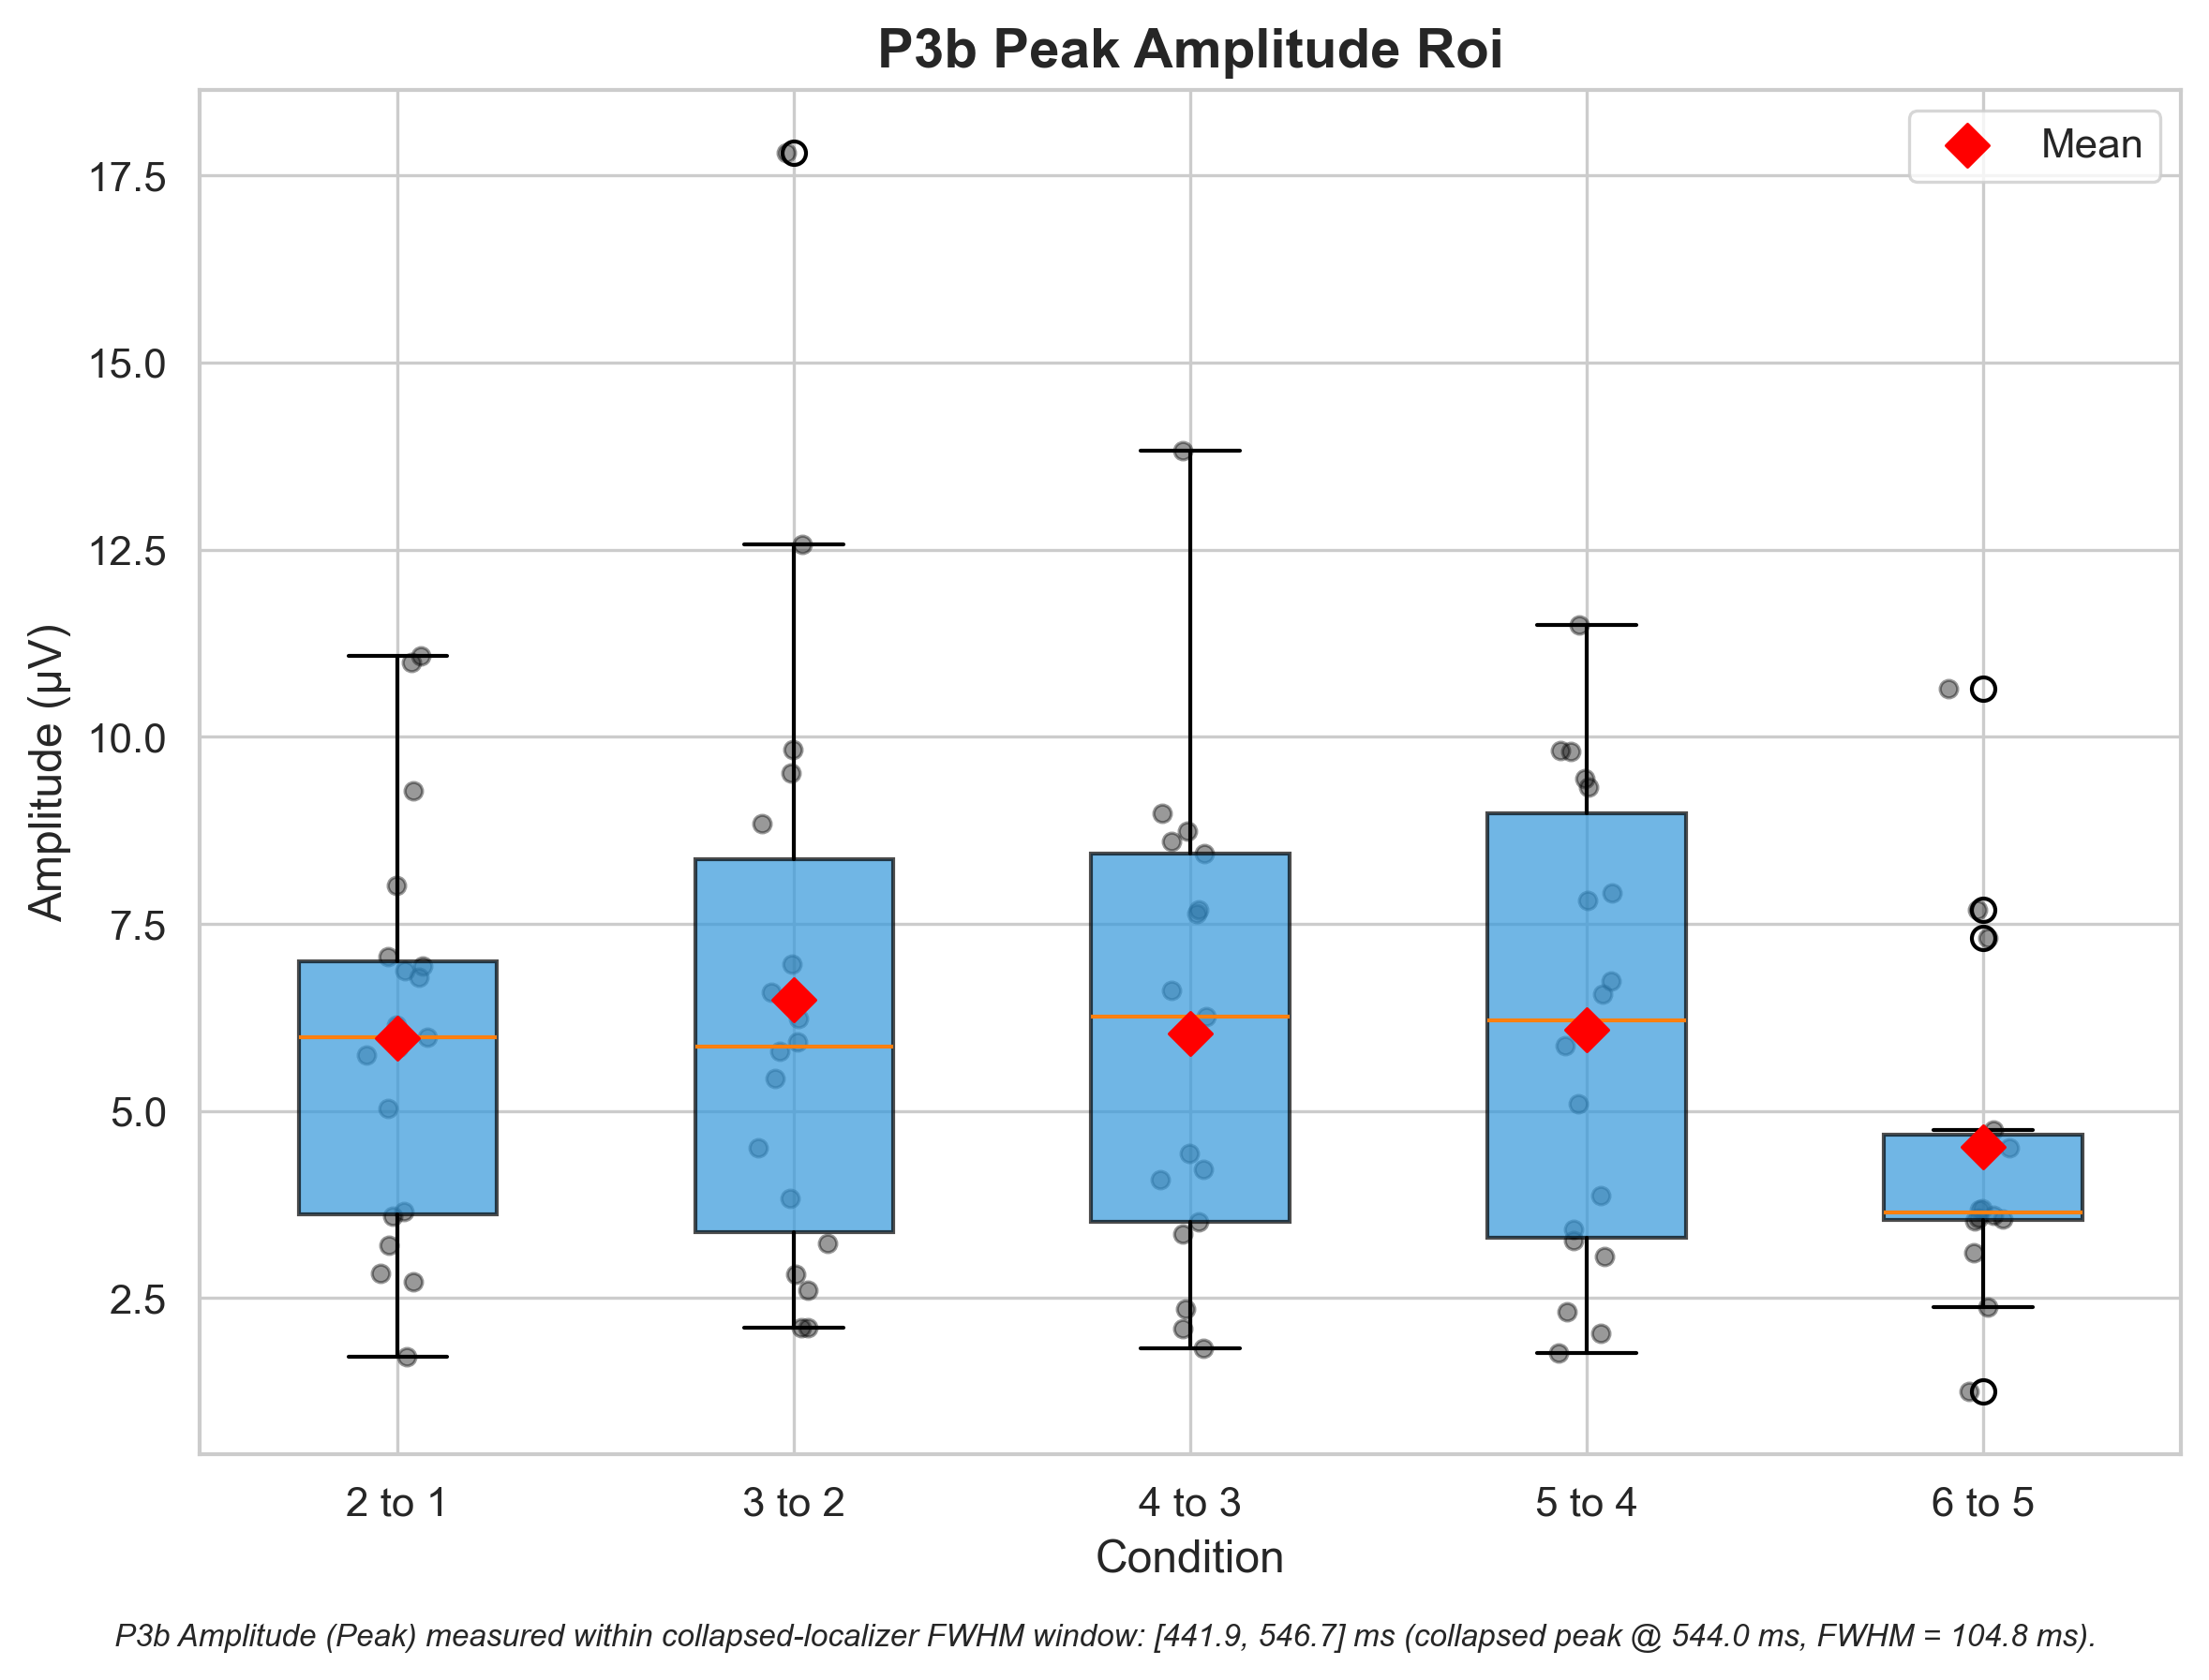 P3b Peak Amplitude Roi
Mean
17.5
15.0
12.5
10.0
7.5
5.0
2.5
Amplitude (µV)
2 to 1
3 to 2
4 to 3
5 to 4
6 to 5
Condition
P3b Amplitude (Peak) measured within collapsed-localizer FWHM window: [441.9, 546.7] ms (collapsed peak @ 544.0 ms, FWHM = 104.8 ms).